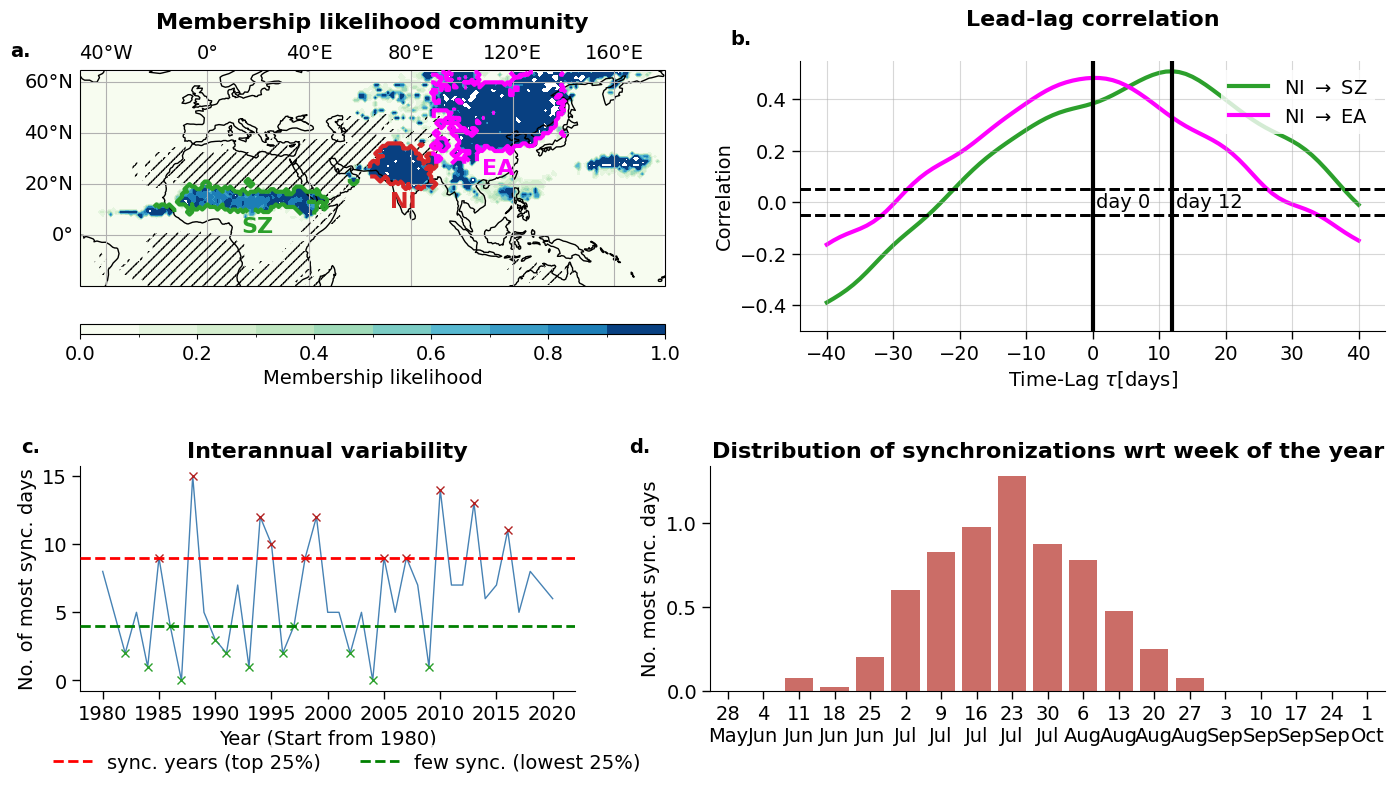 Membership likelihood community
a.
40°W 0° 40°E 80°E 120°E 160°E
60°N
40°N
20°N
0°
EA
NI
SZ
0.0 0.2 0.4 0.6 0.8 1.0
Membership likelihood
Lead-lag correlation
b.
NI → SZ
NI → EA
0.4
0.2
0.0
−0.2
−0.4
Correlation
day 0 day 12
−40 −30 −20 −10 0 10 20 30 40
Time-Lag τ[days]
c.
Interannual variability
No. of most sync. days
15
10
5
0
1980 1985 1990 1995 2000 2005 2010 2015 2020
Year (Start from 1980)
sync. years (top 25%) few sync. (lowest 25%)
d.
Distribution of synchronizations wrt week of the year
No. most sync. days
1.0
0.5
0.0
28 4 11 18 25 2 9 16 23 30 6 13 20 27 3 10 17 24 1
May Jun Jun Jun Jun Jul Jul Jul Jul Jul Aug Aug Aug Aug Sep Sep Sep Sep Oct